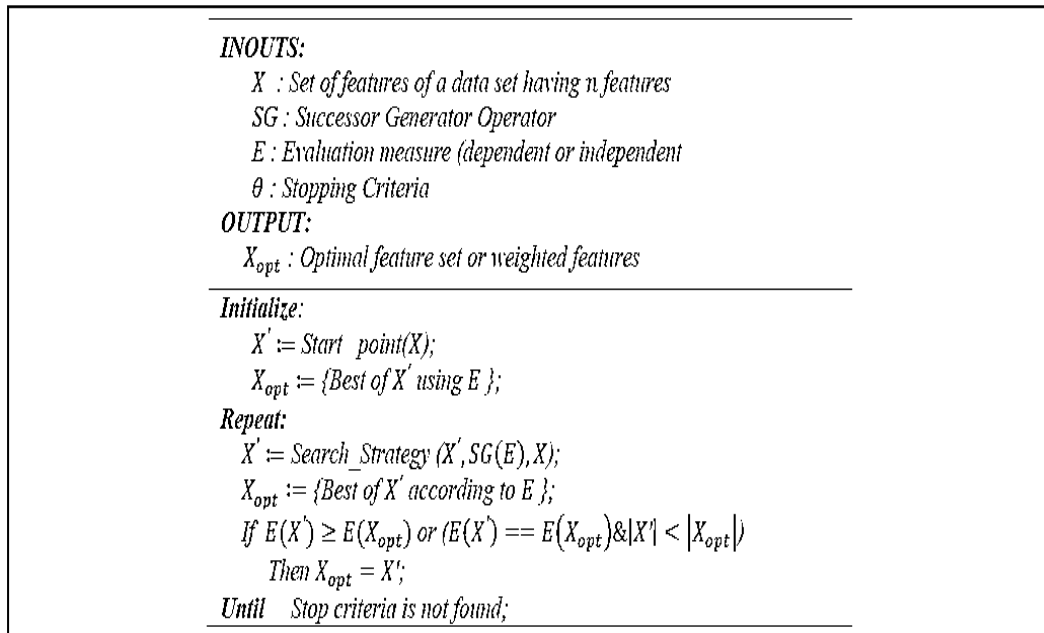 INOUTS:
X : Set of features of a data set having n features
SG : Successor Generator Operator
E : Evaluation measure (dependent or independent
θ : Stopping Criteria
OUTPUT:
X_opt : Optimal feature set or weighted features
Initialize:
X' := Start point(X);
X_opt := {Best of X' using E };
Repeat:
X' := Search_Strategy (X',SG(E),X);
X_opt := {Best of X' according to E };
If E(X') ≥ E(X_opt) or (E(X') == E(X_opt)&|X'| < |X_opt|)
Then X_opt = X';
Until Stop criteria is not found;